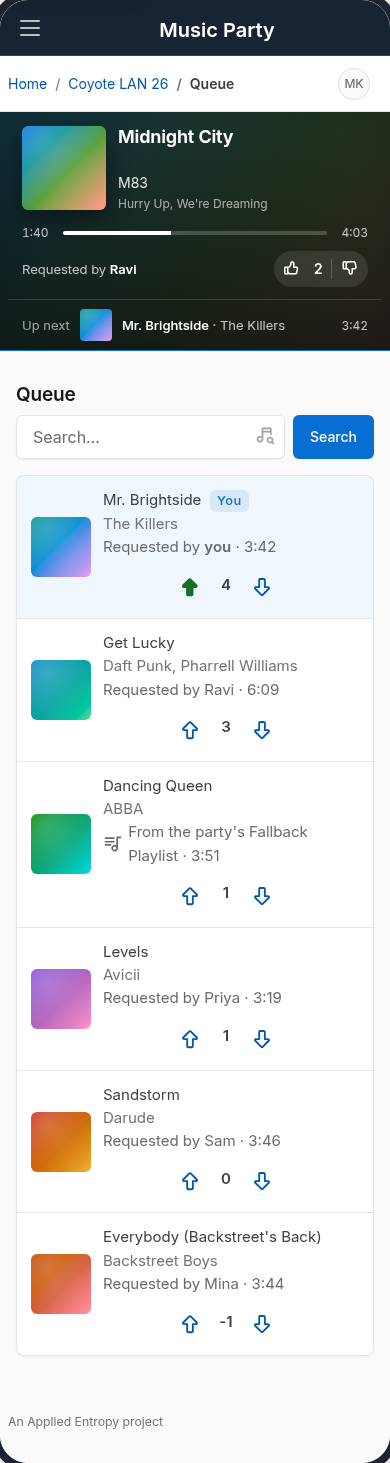 Music Party
Home / Coyote LAN 26 / Queue MK
Midnight City
M83
Hurry Up, We're Dreaming
1:40 4:03
Requested by Ravi 2
Up next Mr. Brightside · The Killers 3:42
Queue
Search... Search
Mr. Brightside You
The Killers
Requested by you · 3:42
4
Get Lucky
Daft Punk, Pharrell Williams
Requested by Ravi · 6:09
3
Dancing Queen
ABBA
From the party's Fallback
Playlist · 3:51
1
Levels
Avicii
Requested by Priya · 3:19
1
Sandstorm
Darude
Requested by Sam · 3:46
0
Everybody (Backstreet's Back)
Backstreet Boys
Requested by Mina · 3:44
-1
An Applied Entropy project